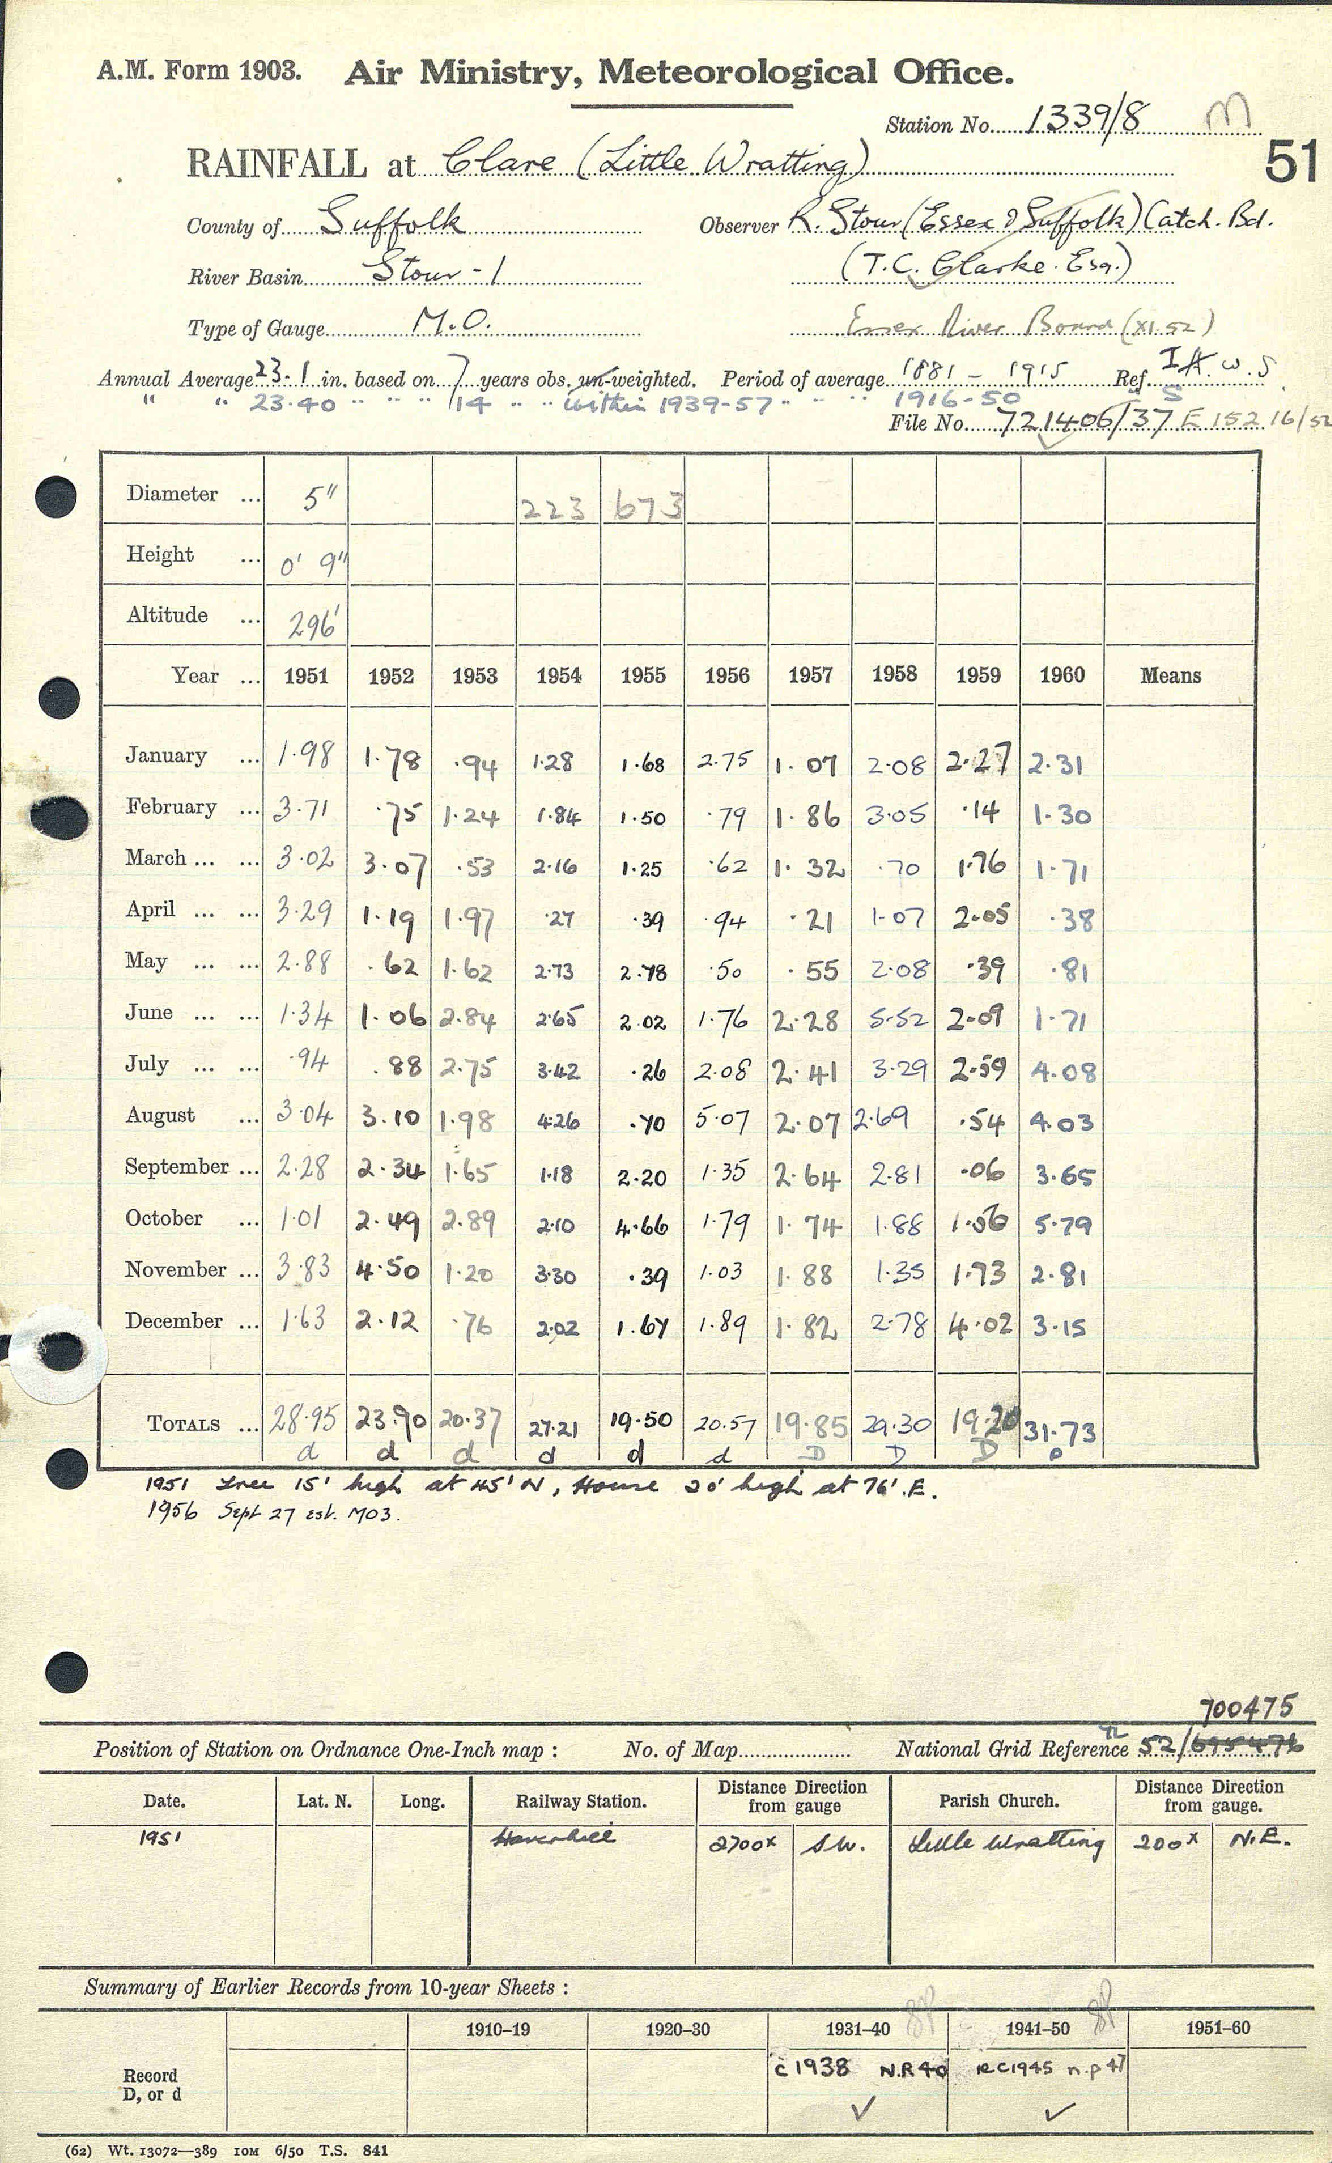 A.M. Form 1903. Air Ministry, Meteorological Office.
Station No. 1339/8 M
51
RAINFALL at Clare (Little Wratting)
County of Suffolk Observer R. Stour (Essex & Suffolk) Catch. Bd.
River Basin Stour - 1 (T.C. Clarke Esq.)
Type of Gauge M.O. Essex River Board (XI.52)
Annual Average 23.1 in. based on 7 years obs. un-weighted. Period of average 1881 - 1915 Ref. I.A.W.S.
" " 23.40 " " " 14 " " within 1939-57 " " " 1916-50 " S
File No. 721406/37 E 152 16/52
Diameter ... 5" 223 673
Height ... 0' 9"
Altitude ... 296'
Year ... 1951 1952 1953 1954 1955 1956 1957 1958 1959 1960 Means
January ... 1.98 1.78 .94 1.28 1.68 2.75 1.07 2.08 2.27 2.31
February ... 3.71 .75 1.24 1.84 1.50 .79 1.86 3.05 .14 1.30
March ... ... 3.02 3.07 .53 2.16 1.25 .62 1.32 .70 1.76 1.71
April ... ... 3.29 1.19 1.97 .27 .39 .94 .21 1.07 2.05 .38
May ... ... 2.88 .62 1.62 2.73 2.78 .50 .55 2.08 .39 .81
June ... ... 1.34 1.06 2.84 2.65 2.02 1.76 2.28 5.52 2.09 1.71
July ... ... .94 .88 2.75 3.42 .26 2.08 2.41 3.29 2.59 4.08
August ... 3.04 3.10 1.98 4.26 .70 5.07 2.07 2.69 .54 4.03
September ... 2.28 2.34 1.65 1.18 2.20 1.35 2.64 2.81 .06 3.65
October ... 1.01 2.49 2.89 2.10 4.66 1.79 1.74 1.88 1.56 5.79
November ... 3.83 4.50 1.20 3.30 .39 1.03 1.88 1.35 1.93 2.81
December ... 1.63 2.12 .76 2.02 1.67 1.89 1.82 2.78 4.02 3.15
TOTALS ... 28.95 23.90 20.37 27.21 19.50 20.57 19.85 29.30 19.20 31.73
d d d d d d D D D D
1951 Tree 15' high at 45' N, House 20' high at 76' E.
1956 Sept 27 est. MO3.
700475
Position of Station on Ordnance One-Inch map : No. of Map National Grid Reference 52/695476
TL
Date. Lat. N. Long. Railway Station. Distance from gauge Direction Parish Church. Distance from gauge. Direction
1951 Haverhill 2700x S.W. Little Wratting 200x N.E.
Summary of Earlier Records from 10-year Sheets :
1910–19 1920–30 1931–40 1941–50 1951–60
Record C 1938 N.R 40 RC1945 n.p 47
D, or d ✓ ✓
(62) Wt. 13072—389 10M 6/50 T.S. 841